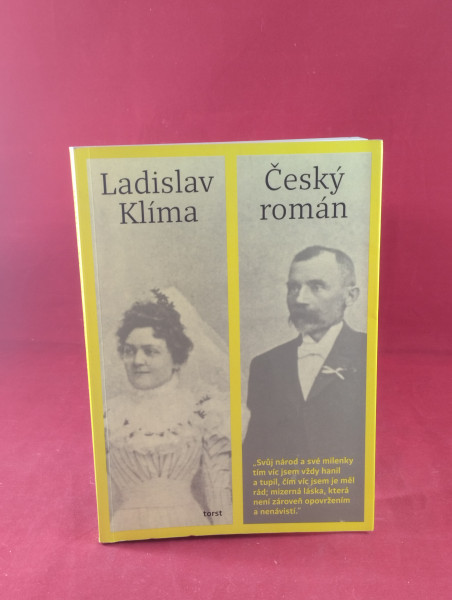 Ladislav
Klíma
Český
román
„Svůj národ a své milenky
tím víc jsem vždy hanil
a tupil, čím víc jsem je měl
rád; mizerná láska, která
není zároveň opovržením
a nenávistí.“
torst